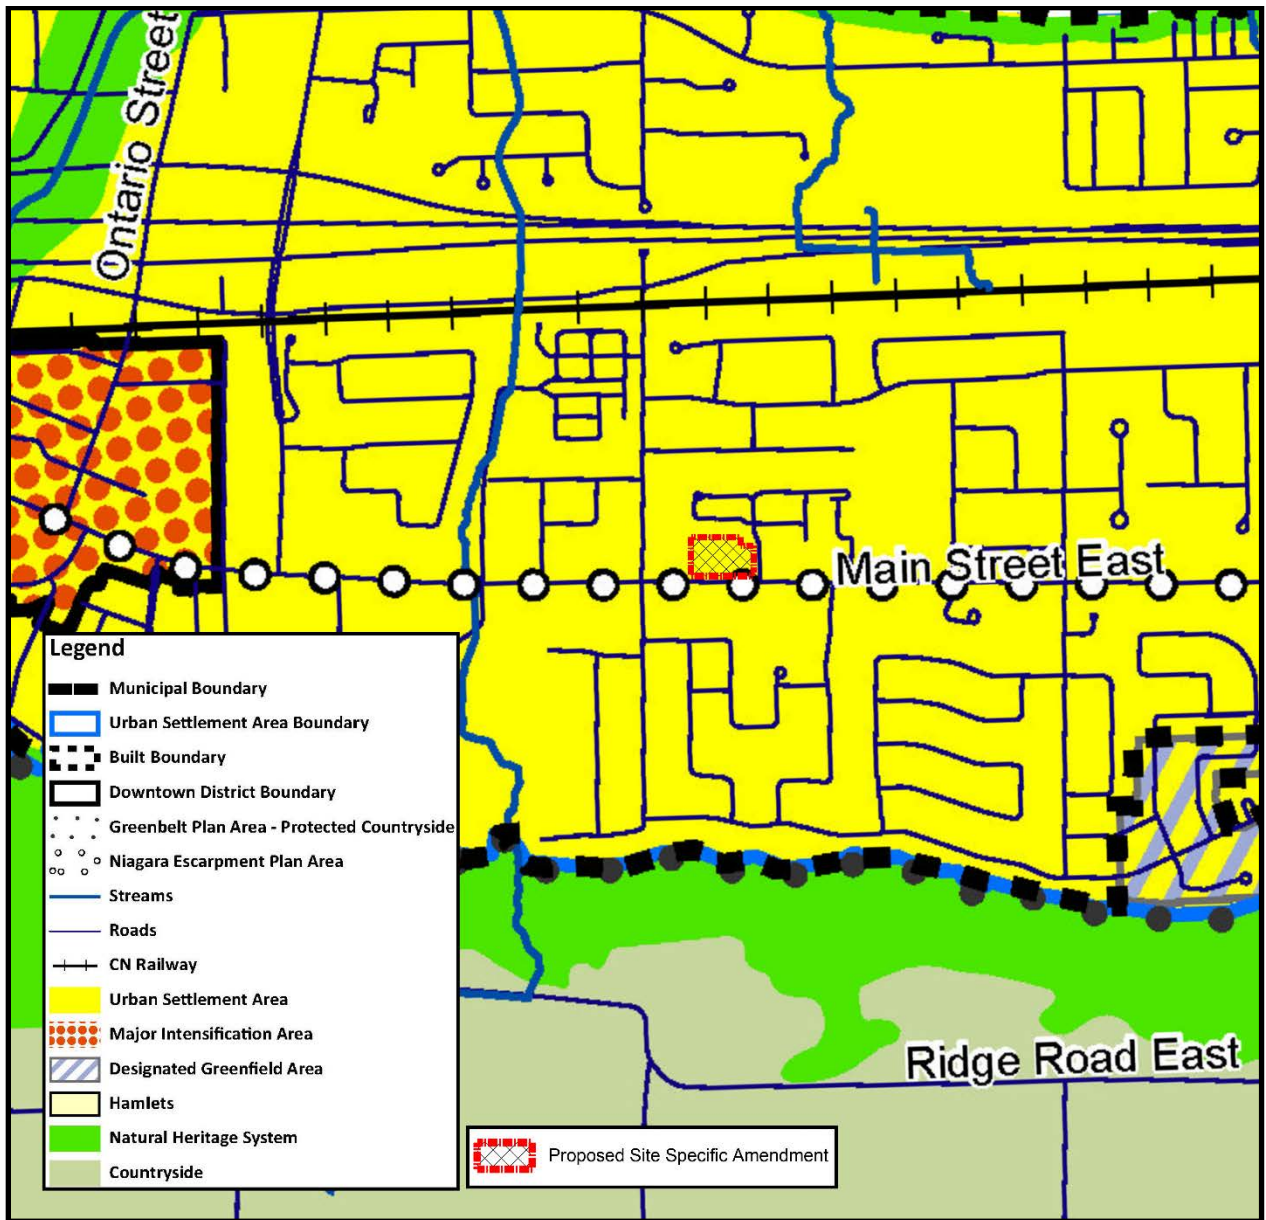 Ontario Street
Main Street East
Legend
Municipal Boundary
Urban Settlement Area Boundary
Built Boundary
Downtown District Boundary
Greenbelt Plan Area - Protected Countryside
Niagara Escarpment Plan Area
Streams
Roads
CN Railway
Urban Settlement Area
Major Intensification Area
Designated Greenfield Area
Hamlets
Natural Heritage System
Countryside
Ridge Road East
Proposed Site Specific Amendment